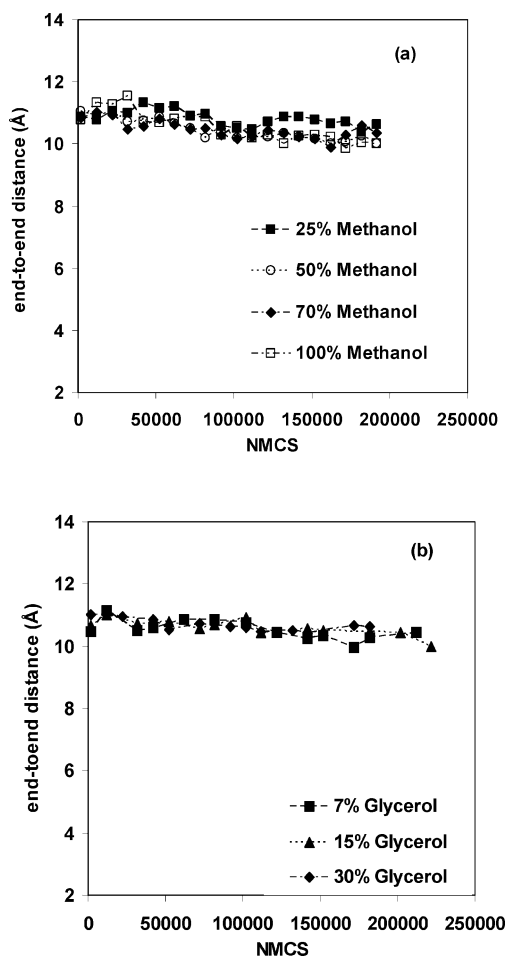 14
(a)
12
10
8
6
4
2
end-to-end distance (Å)
25% Methanol
50% Methanol
70% Methanol
100% Methanol
0 50000 100000 150000 200000 250000
NMCS
14
(b)
12
10
8
6
4
2
end-toend distance (Å)
7% Glycerol
15% Glycerol
30% Glycerol
0 50000 100000 150000 200000 250000
NMCS